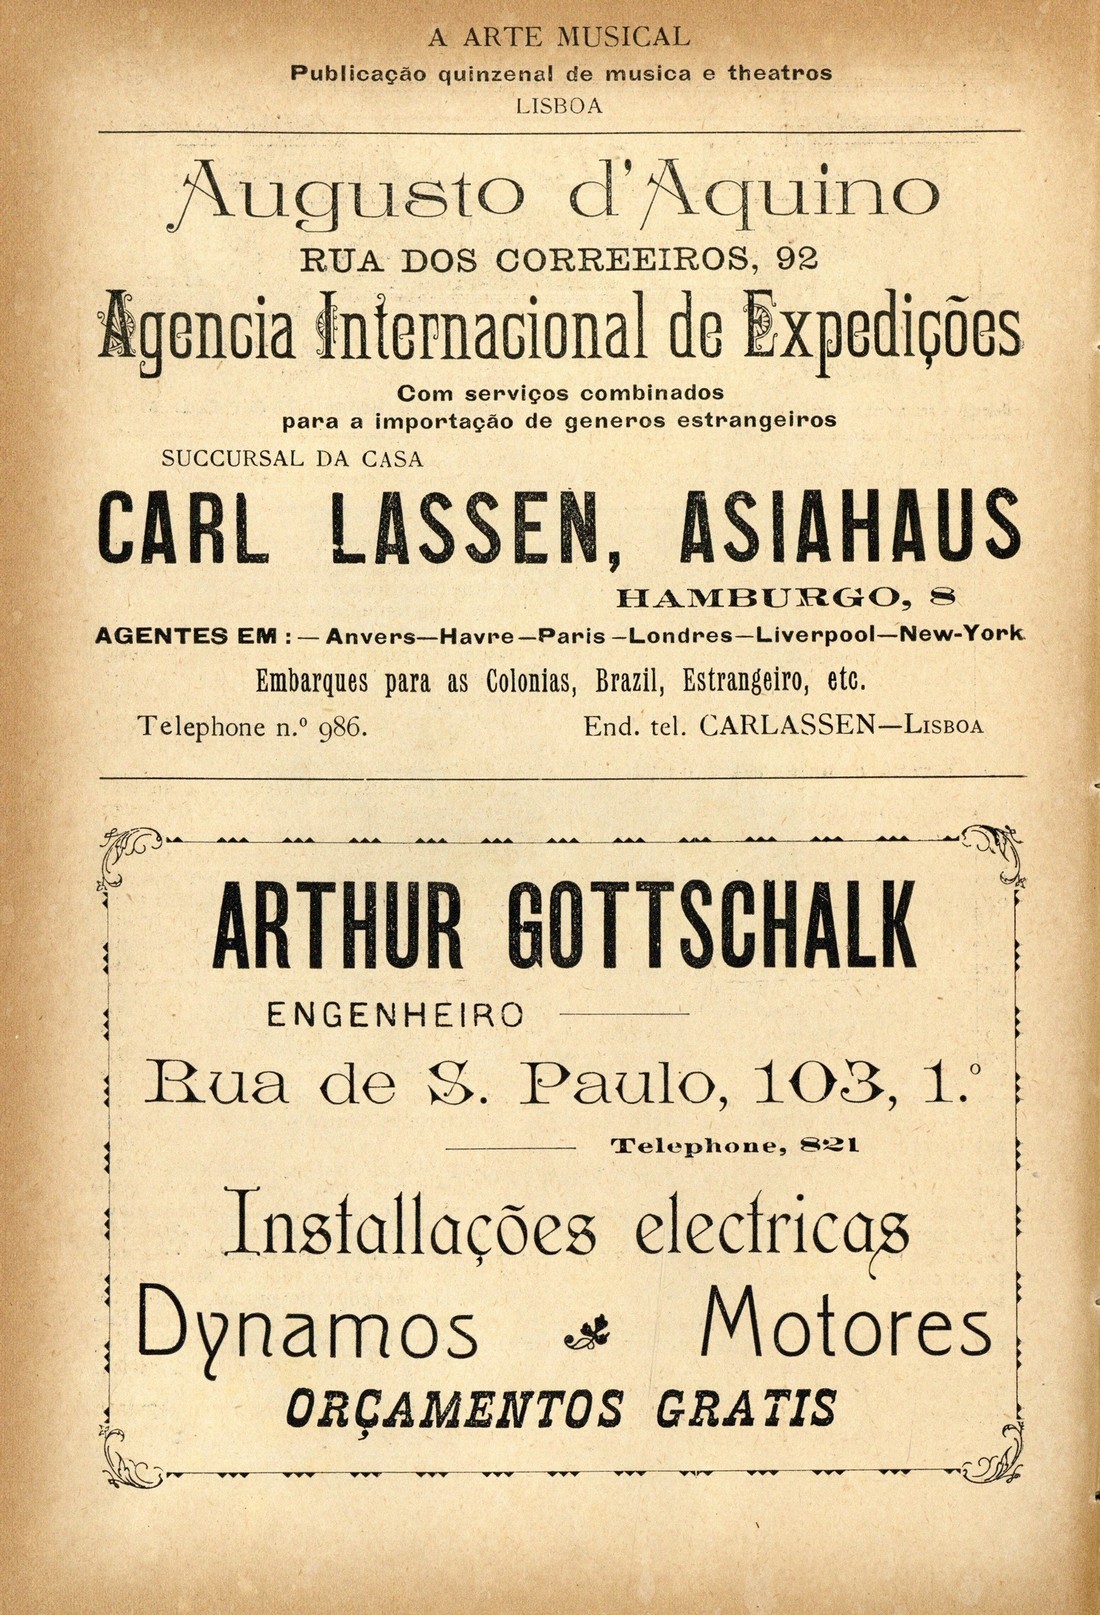 A ARTE MUSICAL
Publicação quinzenal de musica e theatros
LISBOA
Augusto d'Aquino
RUA DOS CORREEIROS, 92
Agencia Internacional de Expedições
Com serviços combinados
para a importação de generos estrangeiros
SUCCURSAL DA CASA
CARL LASSEN, ASIAHAUS
HAMBURGO, 8
AGENTES EM :—Anvers—Havre—Paris—Londres—Liverpool—New-York
Embarques para as Colonias, Brazil, Estrangeiro, etc.
Telephone n.º 986. End. tel. CARLASSEN—LISBOA
ARTHUR GOTTSCHALK
ENGENHEIRO
Rua de S. Paulo, 103, 1.º
Telephone, 821
Installações electricas
Dynamos Motores
ORÇAMENTOS GRATIS